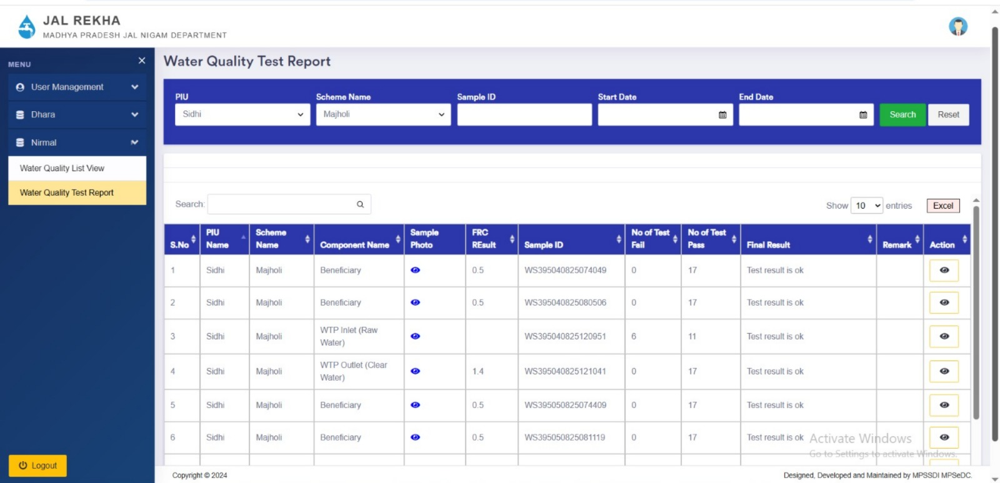 JAL REKHA
MADHYA PRADESH JAL NIGAM DEPARTMENT
MENU
User Management
Dhara
Nirmal
Water Quality List View
Water Quality Test Report
Logout
Water Quality Test Report
PIU Scheme Name Sample ID Start Date End Date
Sidhi Majholi Search Reset
Search: Show 10 entries Excel
S.No PIU Name Scheme Name Component Name Sample Photo FRC REsult Sample ID No of Test Fail No of Test Pass Final Result Remark Action
1 Sidhi Majholi Beneficiary 0.5 WS395040825074049 0 17 Test result is ok
2 Sidhi Majholi Beneficiary 0.5 WS395040825080506 0 17 Test result is ok
3 Sidhi Majholi WTP Inlet (Raw Water) WS395040825120951 6 11 Test result is ok
4 Sidhi Majholi WTP Outlet (Clear Water) 1.4 WS395040825121041 0 17 Test result is ok
5 Sidhi Majholi Beneficiary 0.5 WS395050825074409 0 17 Test result is ok
6 Sidhi Majholi Beneficiary 0.5 WS395050825081119 0 17 Test result is ok
Activate Windows
Go to Settings to activate Windows.
Copyright © 2024 Designed, Developed and Maintained by MPSSDI MPSeDC.